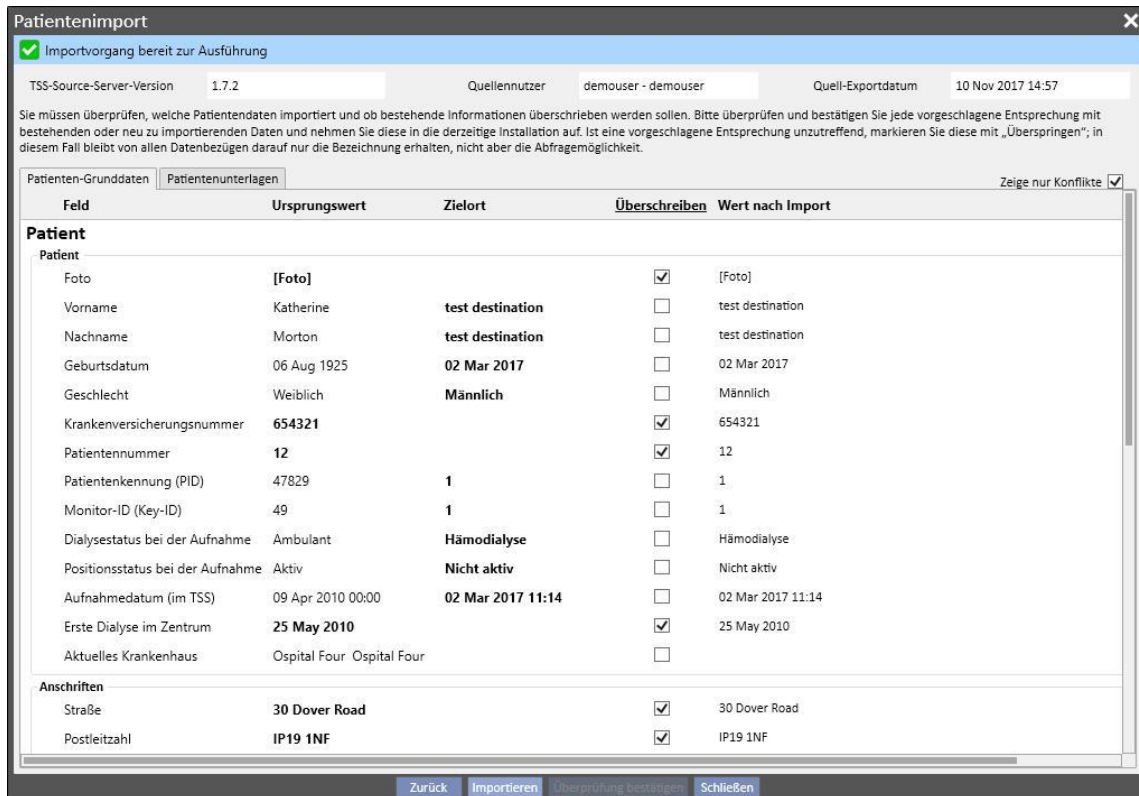 Patientenimport
Importvorgang bereit zur Ausführung
TSS-Source-Server-Version 1.7.2 Quellennutzer demouser - demouser Quell-Exportdatum 10 Nov 2017 14:57
Sie müssen überprüfen, welche Patientendaten importiert und ob bestehende Informationen überschrieben werden sollen. Bitte überprüfen und bestätigen Sie jede vorgeschlagene Entsprechung mit
bestehenden oder neu zu importierenden Daten und nehmen Sie diese in die derzeitige Installation auf. Ist eine vorgeschlagene Entsprechung unzutreffend, markieren Sie diese mit „Überspringen"; in
diesem Fall bleibt von allen Datenbezügen darauf nur die Bezeichnung erhalten, nicht aber die Abfragemöglichkeit.
Patienten-Grunddaten Patientenunterlagen Zeige nur Konflikte
Feld Ursprungswert Zielort Überschreiben Wert nach Import
Patient
Patient
Foto [Foto] [Foto]
Vorname Katherine test destination test destination
Nachname Morton test destination test destination
Geburtsdatum 06 Aug 1925 02 Mar 2017 02 Mar 2017
Geschlecht Weiblich Männlich Männlich
Krankenversicherungsnummer 654321 654321
Patientennummer 12 12
Patientenkennung (PID) 47829 1 1
Monitor-ID (Key-ID) 49 1 1
Dialysestatus bei der Aufnahme Ambulant Hämodialyse Hämodialyse
Positionsstatus bei der Aufnahme Aktiv Nicht aktiv Nicht aktiv
Aufnahmedatum (im TSS) 09 Apr 2010 00:00 02 Mar 2017 11:14 02 Mar 2017 11:14
Erste Dialyse im Zentrum 25 May 2010 25 May 2010
Aktuelles Krankenhaus Ospital Four Ospital Four
Anschriften
Straße 30 Dover Road 30 Dover Road
Postleitzahl IP19 1NF IP19 1NF
Zurück Importieren Überprüfung bestätigen Schließen